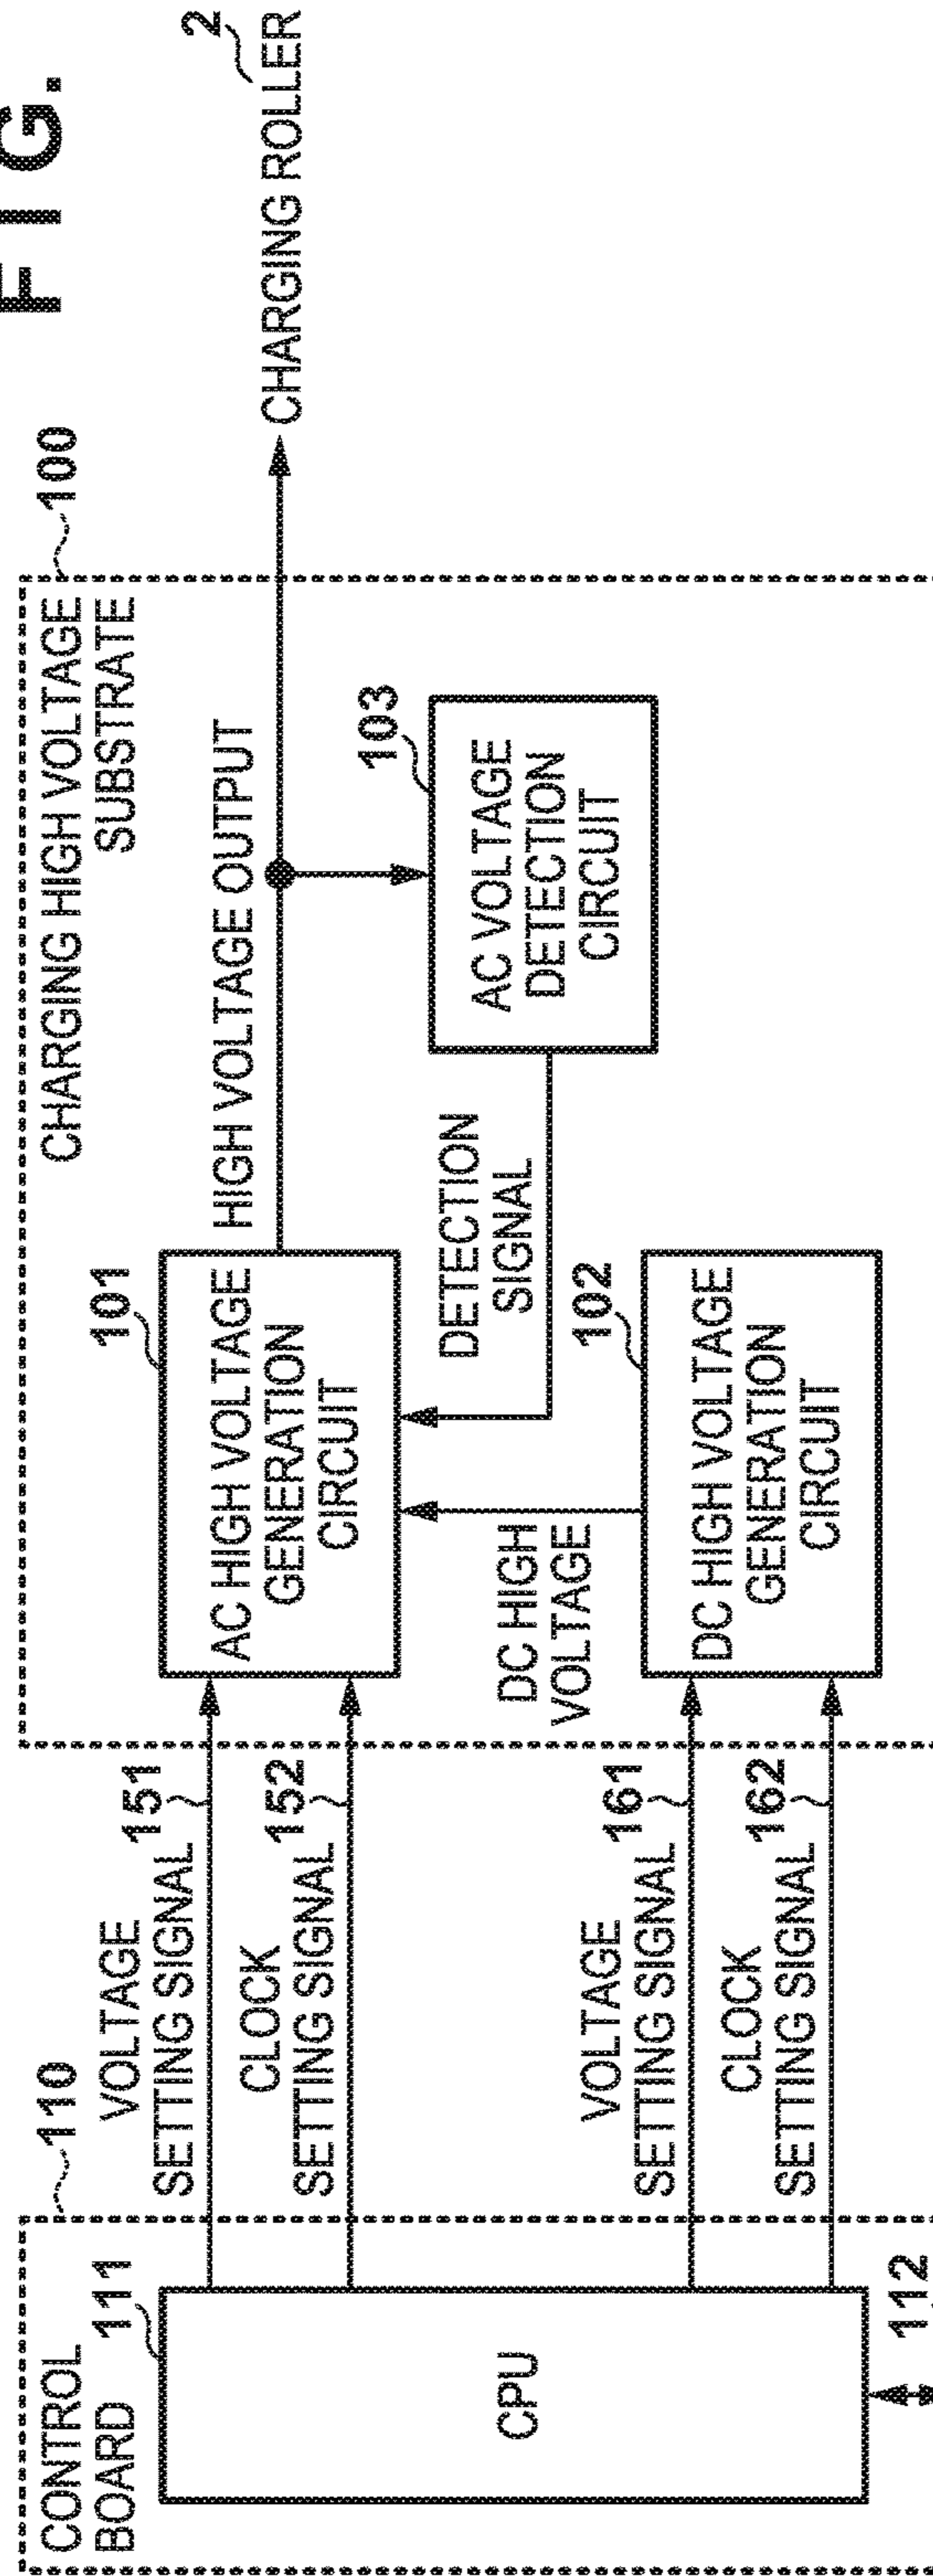 FIG.
CONTROL
BOARD
110
111
CPU
112
VOLTAGE
SETTING SIGNAL
151
CLOCK
SETTING SIGNAL
152
VOLTAGE
SETTING SIGNAL
161
CLOCK
SETTING SIGNAL
162
CHARGING HIGH VOLTAGE
SUBSTRATE
100
101
AC HIGH VOLTAGE
GENERATION
CIRCUIT
HIGH VOLTAGE OUTPUT
DC HIGH
VOLTAGE
DETECTION
SIGNAL
102
DC HIGH VOLTAGE
GENERATION
CIRCUIT
103
AC VOLTAGE
DETECTION
CIRCUIT
2
CHARGING ROLLER